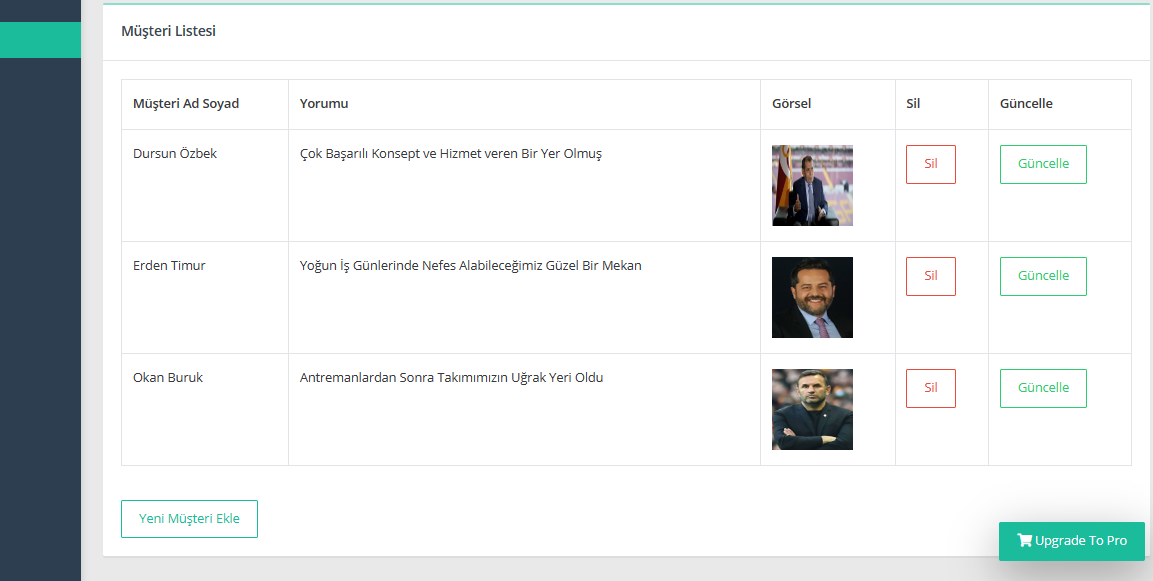 Müşteri Listesi
Müşteri Ad Soyad Yorumu Görsel Sil Güncelle
Dursun Özbek Çok Başarılı Konsept ve Hizmet veren Bir Yer Olmuş Sil Güncelle
Erden Timur Yoğun İş Günlerinde Nefes Alabileceğimiz Güzel Bir Mekan Sil Güncelle
Okan Buruk Antremanlardan Sonra Takımımızın Uğrak Yeri Oldu Sil Güncelle
Yeni Müşteri Ekle
Upgrade To Pro